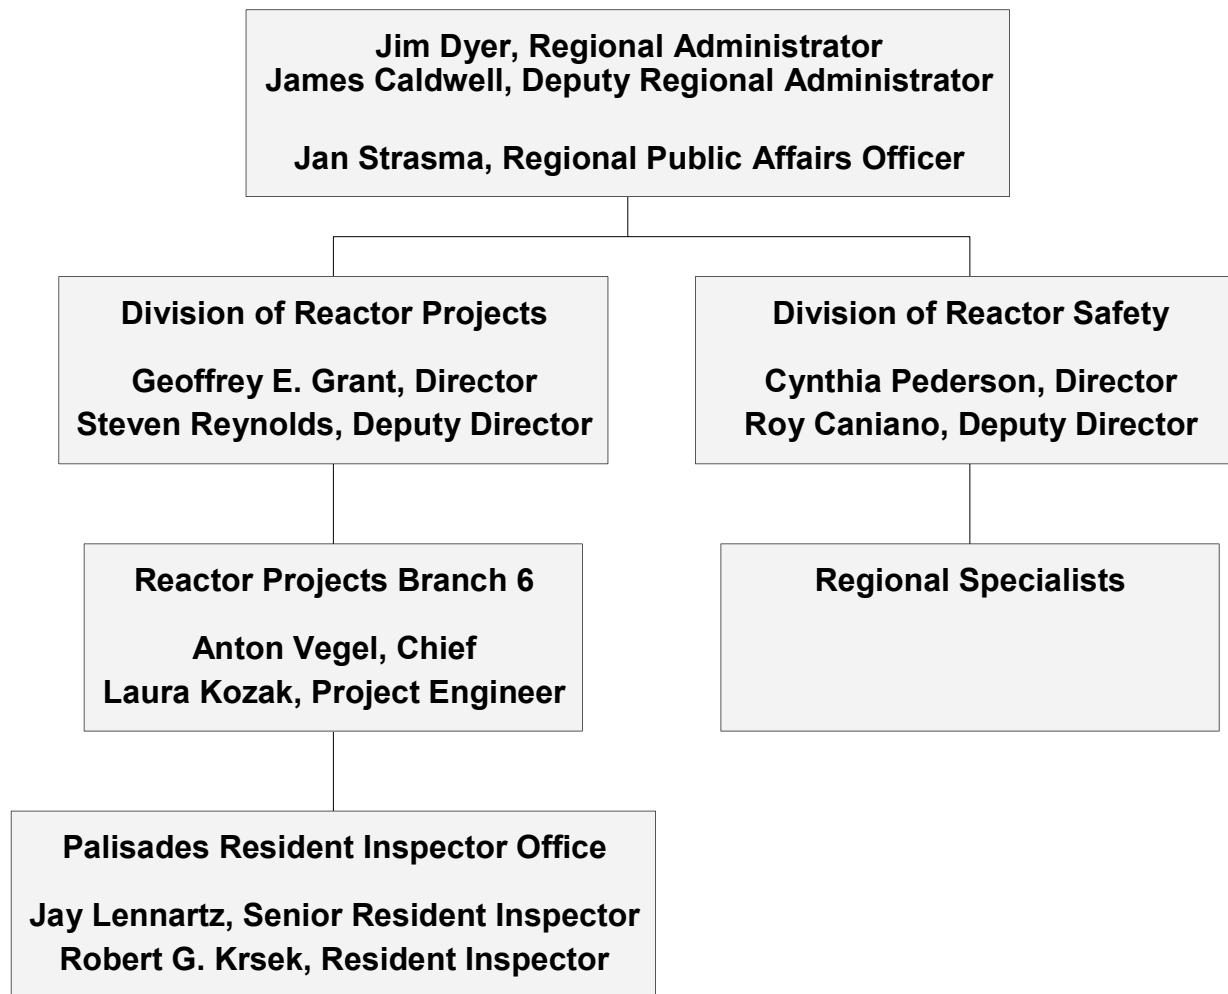 Jim Dyer, Regional Administrator
James Caldwell, Deputy Regional Administrator
Jan Strasma, Regional Public Affairs Officer
Division of Reactor Projects
Geoffrey E. Grant, Director
Steven Reynolds, Deputy Director
Division of Reactor Safety
Cynthia Pederson, Director
Roy Caniano, Deputy Director
Reactor Projects Branch 6
Anton Vegel, Chief
Laura Kozak, Project Engineer
Regional Specialists
Palisades Resident Inspector Office
Jay Lennartz, Senior Resident Inspector
Robert G. Krsek, Resident Inspector